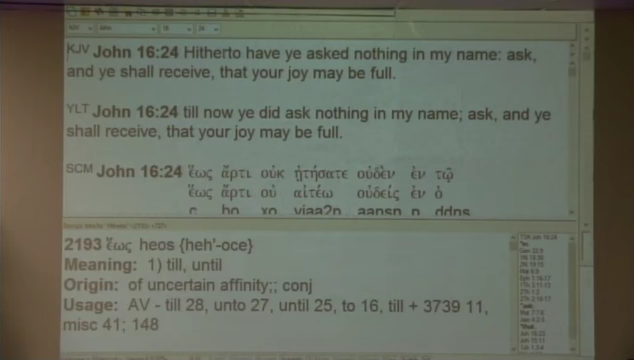 KJV John 16:24 Hitherto have ye asked nothing in my name: ask,
and ye shall receive, that your joy may be full.
YLT John 16:24 till now ye did ask nothing in my name; ask, and ye
shall receive, that your joy may be full.
SCM John 16:24 ἕως ἄρτι οὐκ ᾐτήσατε οὐδὲν ἐν τῷ
ἕως ἄρτι οὐ αἰτέω οὐδείς ἐν ὁ
c bo xo viaa2p aansn p ddns
2193 ἕως heos {heh'-oce}
Meaning: 1) till, until
Origin: of uncertain affinity;; conj
Usage: AV - till 28, unto 27, until 25, to 16, till + 3739 11,
misc 41; 148